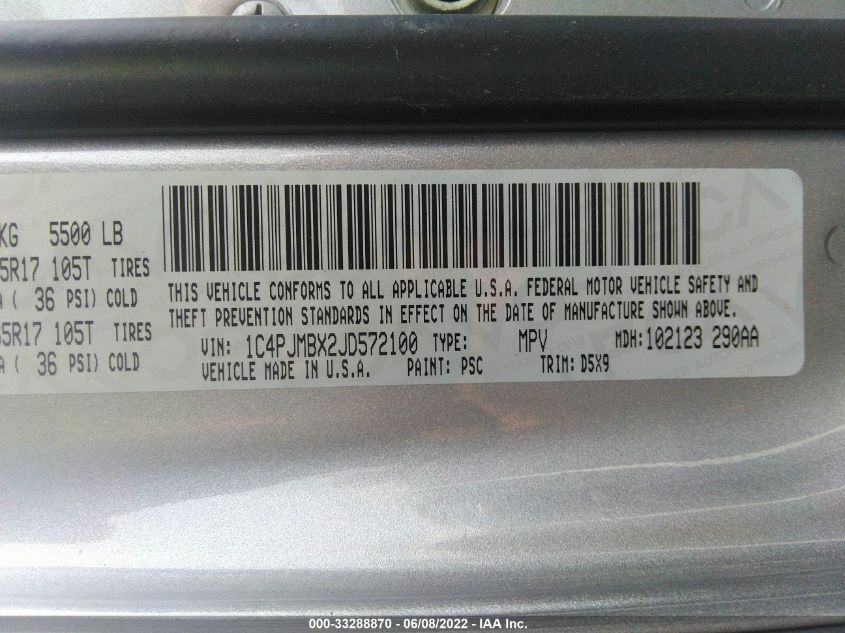 KG 5500 LB
5R17 105T TIRES
A ( 36 PSI) COLD
5R17 105T TIRES
A ( 36 PSI) COLD
THIS VEHICLE CONFORMS TO ALL APPLICABLE U.S.A. FEDERAL MOTOR VEHICLE SAFETY AND
THEFT PREVENTION STANDARDS IN EFFECT ON THE DATE OF MANUFACTURE SHOWN ABOVE.
VIN: 1C4PJMBX2JD572100 TYPE: MPV MDH:102123 290AA
VEHICLE MADE IN U.S.A. PAINT: PSC TRIM: D5X9
000-33288870 - 06/08/2022 - IAA Inc.